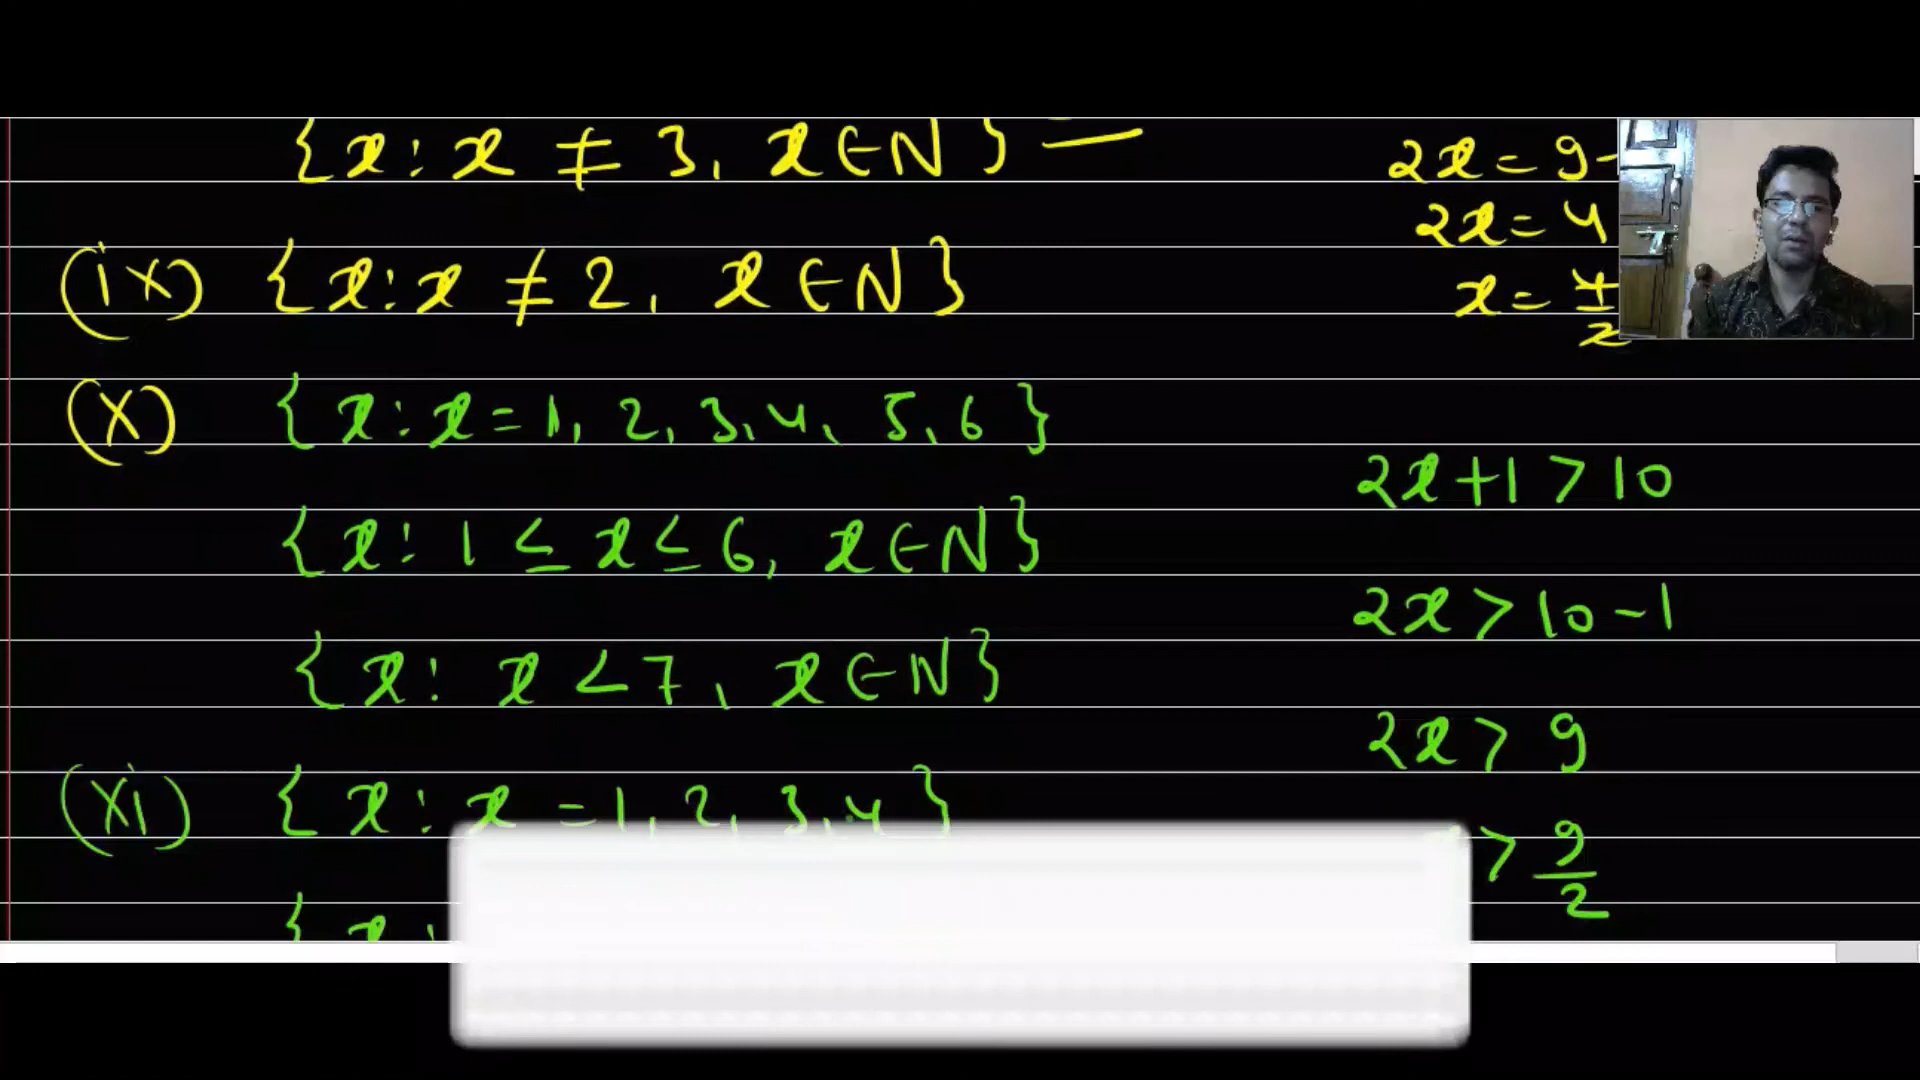 {x: x ≠ 3, x∈N}
(ix) {x: x ≠ 2, x∈N}
(x) {x: x = 1, 2, 3, 4, 5, 6}
{x: 1 ≤ x ≤ 6, x∈N}
{x: x < 7, x∈N}
(xi) {x: x = 1, 2, 3, 4}
{x:
2x = 9-
2x = 4
x = 4/2
2x+1 > 10
2x > 10-1
2x > 9
> 9/2